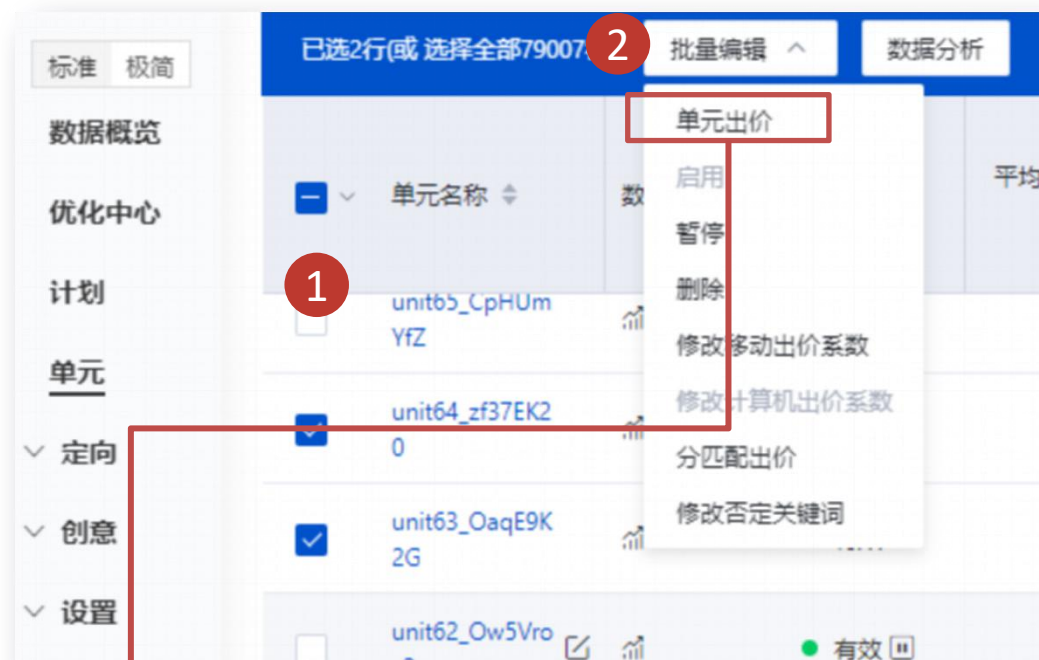 标准 极简
数据概览
优化中心
计划
单元
定向
创意
设置
已选2行(或 选择全部79007
2
批量编辑
数据分析
单元出价
启用
暂停
删除
修改移动出价系数
修改计算机出价系数
分匹配出价
修改否定关键词
单元名称
数
平均
1
unit65_CpHUm
YfZ
unit64_zf37EK2
0
unit63_OaqE9K
2G
unit62_Ow5Vro
有效